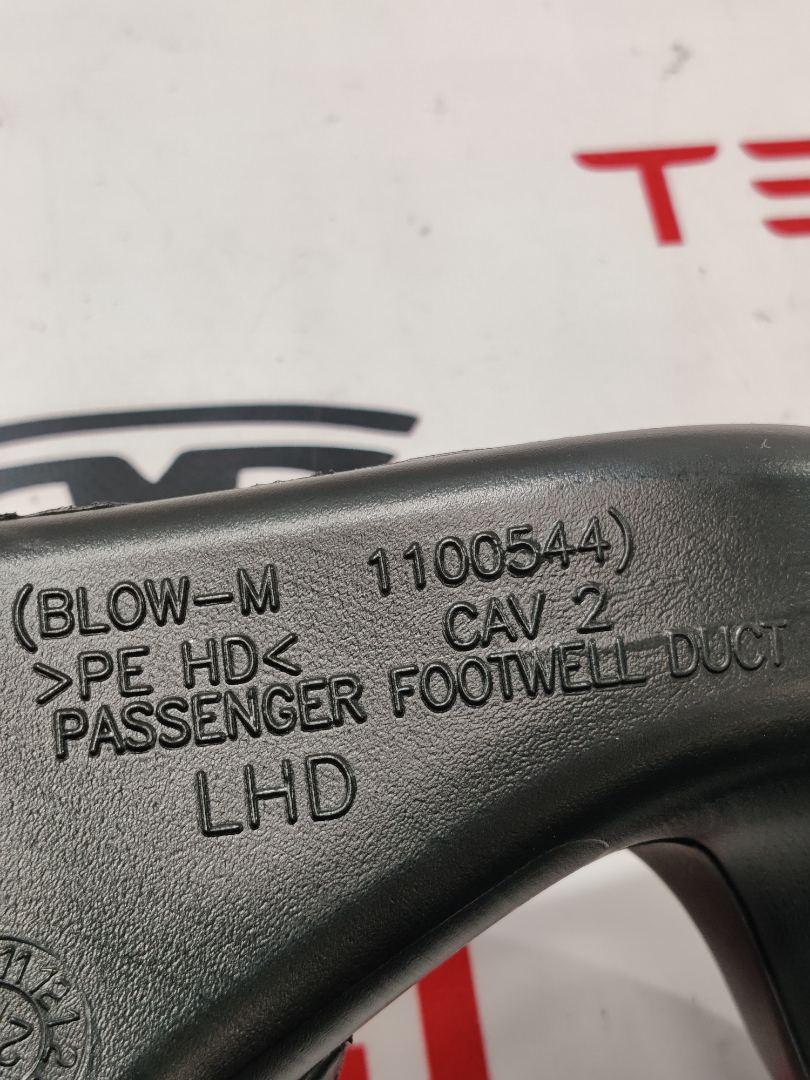 TE
(BLOW-M 1100544)
>PE HD< CAV 2
PASSENGER FOOTWELL DUCT
LHD